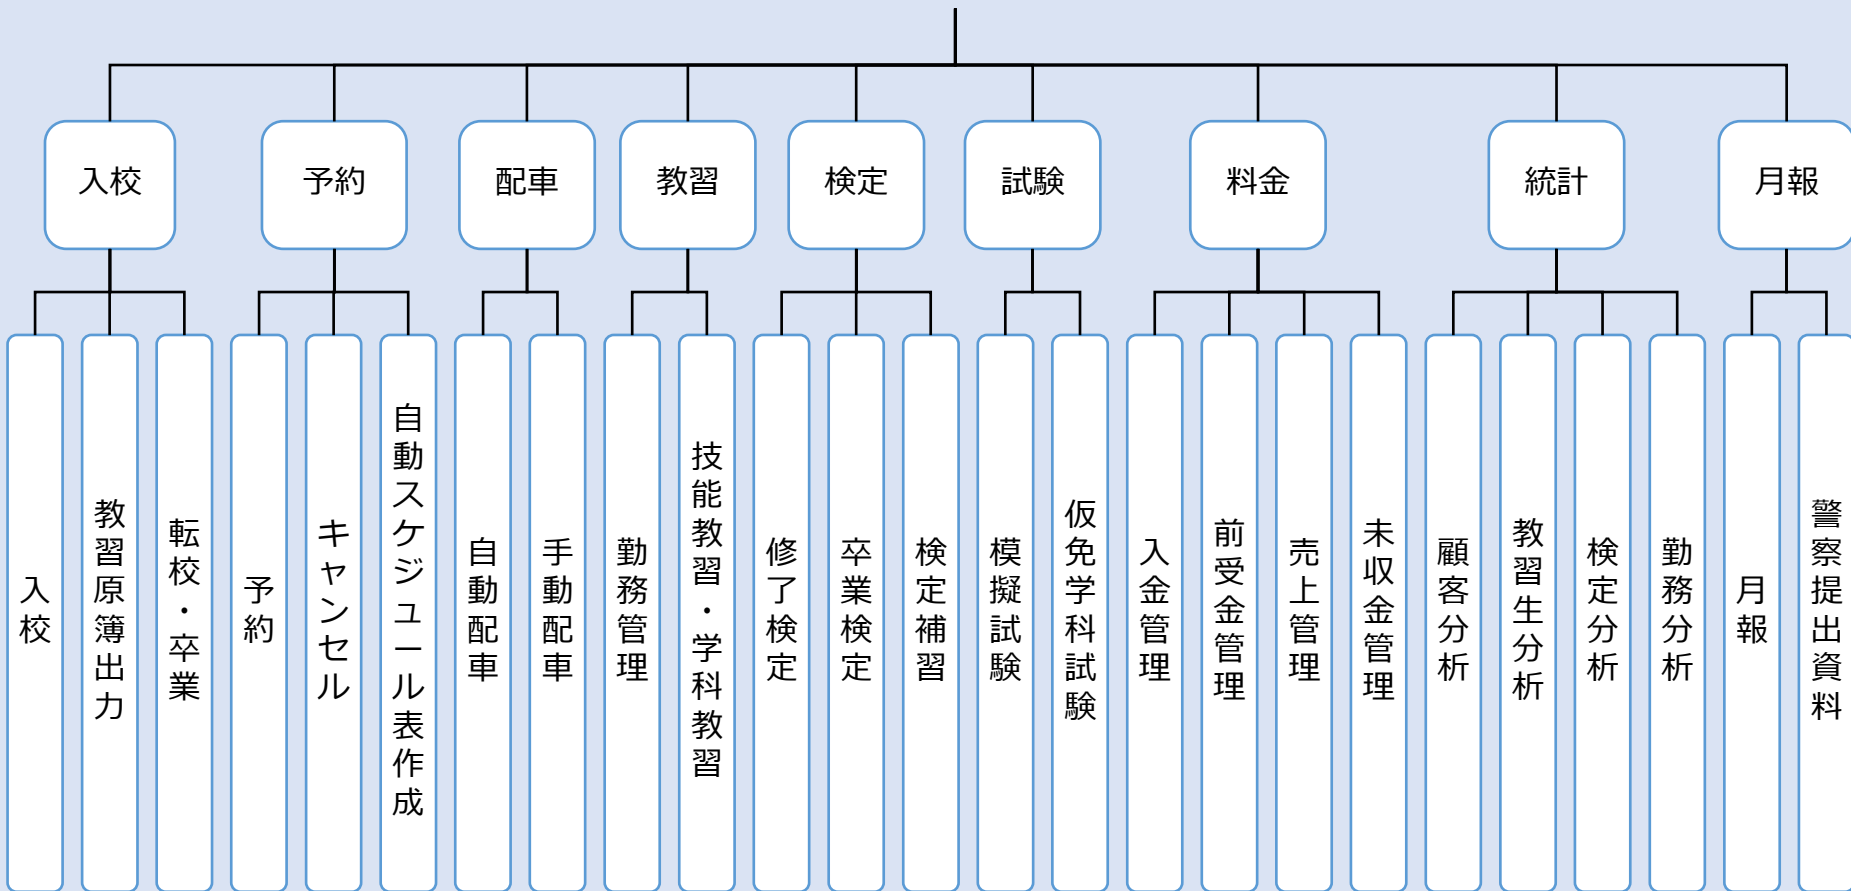 入校
予約
配車
教習
検定
試験
料金
統計
月報
入校
教習原簿出力
転校・卒業
予約
キャンセル
自動スケジュール表作成
自動配車
手動配車
勤務管理
技能教習・学科教習
修了検定
卒業検定
検定補習
模擬試験
仮免学科試験
入金管理
前受金管理
売上管理
未収金管理
顧客分析
教習生分析
検定分析
勤務分析
月報
警察提出資料